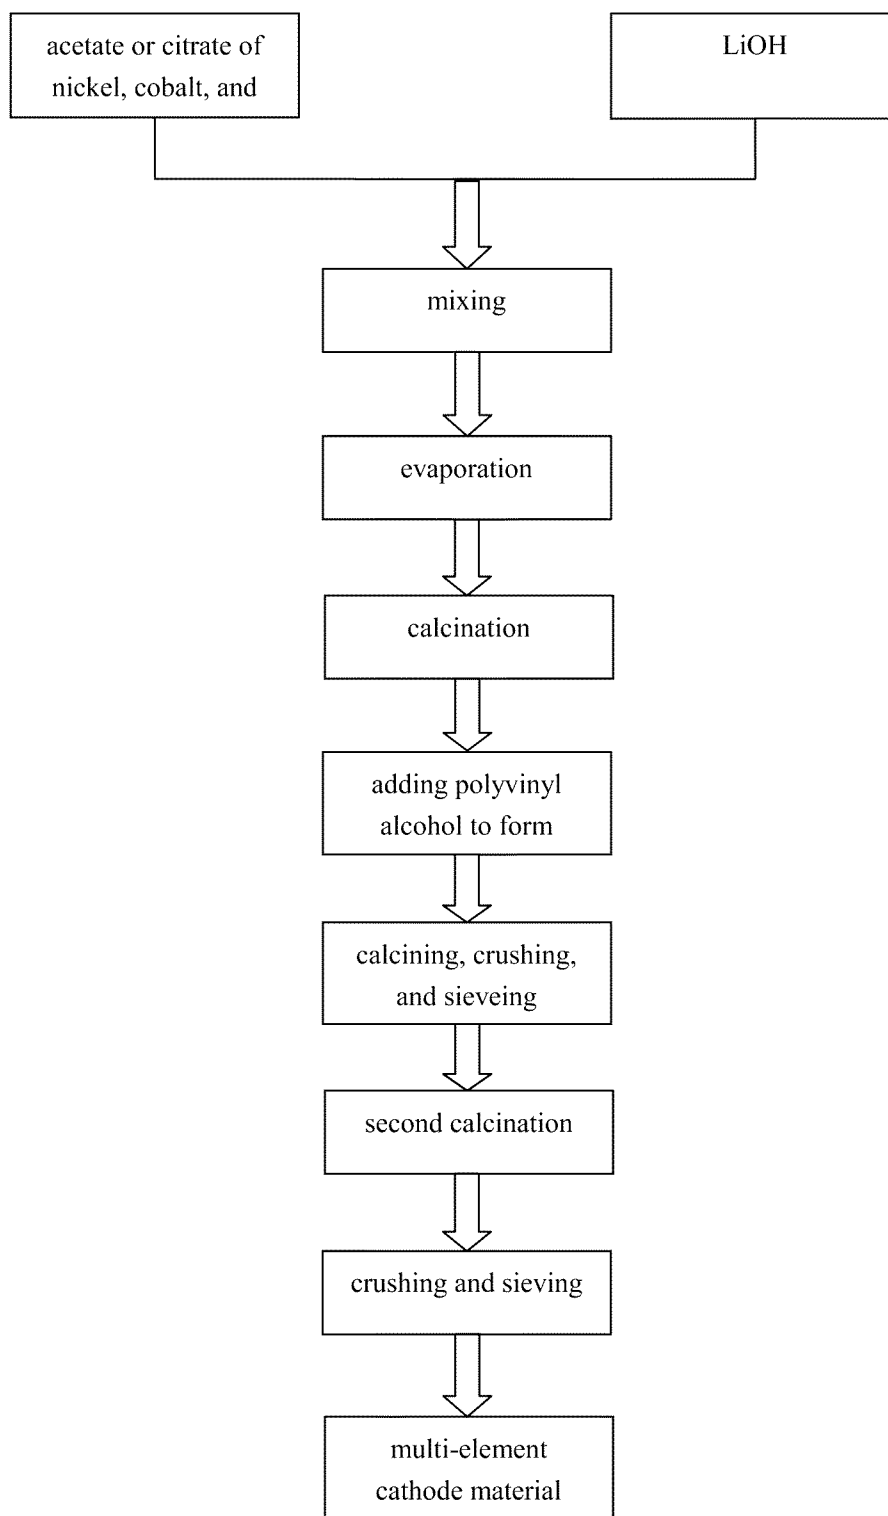 acetate or citrate of
nickel, cobalt, and
LiOH
mixing
evaporation
calcination
adding polyvinyl
alcohol to form
calcining, crushing,
and sieveing
second calcination
crushing and sieving
multi-element
cathode material